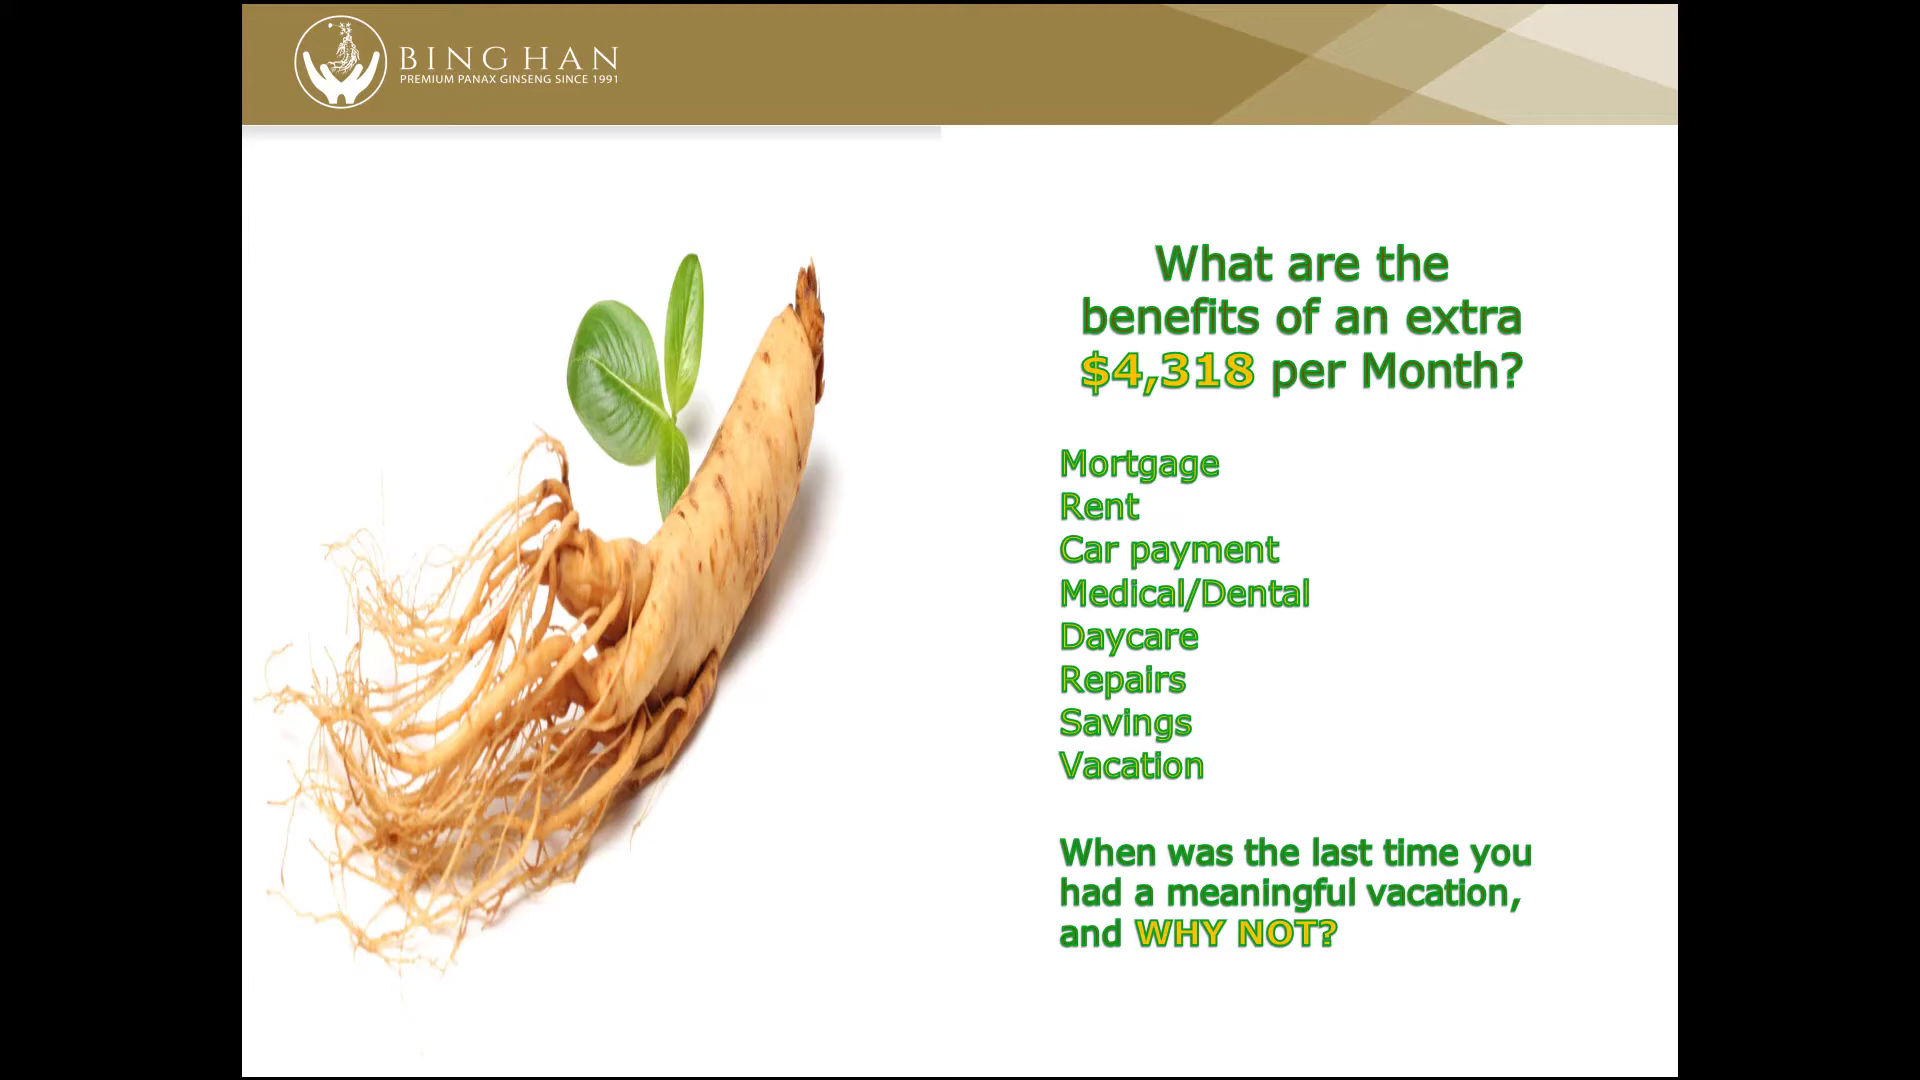 BINGHAN
PREMIUM PANAX GINSENG SINCE 1991
What are the
benefits of an extra
$4,318 per Month?
Mortgage
Rent
Car payment
Medical/Dental
Daycare
Repairs
Savings
Vacation
When was the last time you
had a meaningful vacation,
and WHY NOT?